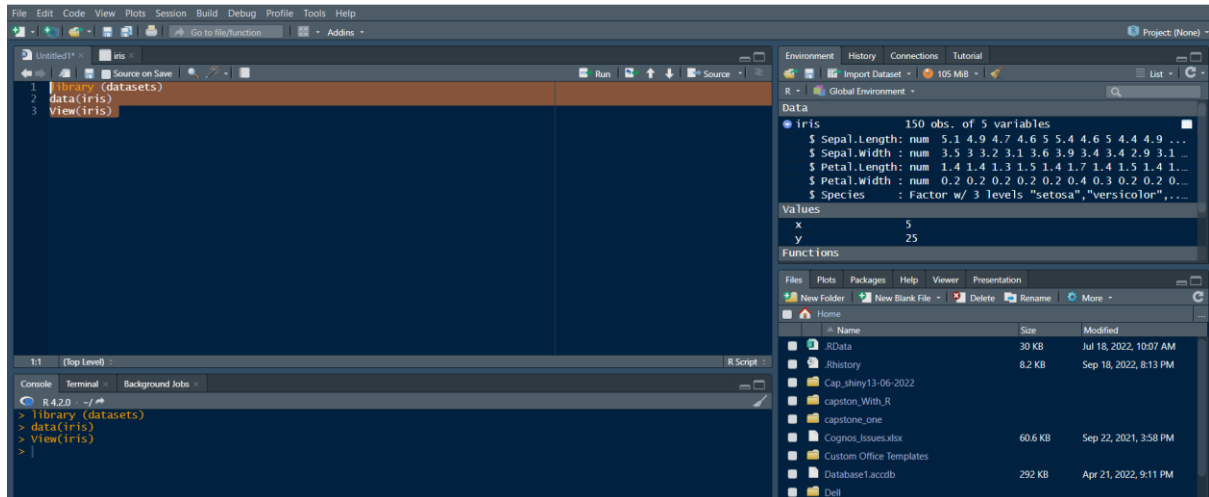 File Edit Code View Plots Session Build Debug Profile Tools Help
Go to file/function Addins Project: (None)
Untitled1* iris
Source on Save Run Source
1 library (datasets)
2 data(iris)
3 View(iris)
1:1 (Top Level) R Script
Console Terminal Background Jobs
R 4.2.0 · ~/
> library (datasets)
> data(iris)
> View(iris)
>
Environment History Connections Tutorial
Import Dataset 105 MiB List
R Global Environment
Data
iris 150 obs. of 5 variables
$ Sepal.Length: num 5.1 4.9 4.7 4.6 5 5.4 4.6 5 4.4 4.9 ...
$ Sepal.Width : num 3.5 3 3.2 3.1 3.6 3.9 3.4 3.4 2.9 3.1 …
$ Petal.Length: num 1.4 1.4 1.3 1.5 1.4 1.7 1.4 1.5 1.4 1.…
$ Petal.Width : num 0.2 0.2 0.2 0.2 0.2 0.4 0.3 0.2 0.2 0.…
$ Species : Factor w/ 3 levels "setosa","versicolor",..…
Values
x 5
y 25
Functions
Files Plots Packages Help Viewer Presentation
New Folder New Blank File Delete Rename More
Home ...
Name Size Modified
.RData 30 KB Jul 18, 2022, 10:07 AM
.Rhistory 8.2 KB Sep 18, 2022, 8:13 PM
Cap_shiny13-06-2022
capston_With_R
capstone_one
Cognos_Issues.xlsx 60.6 KB Sep 22, 2021, 3:58 PM
Custom Office Templates
Database1.accdb 292 KB Apr 21, 2022, 9:11 PM
Dell